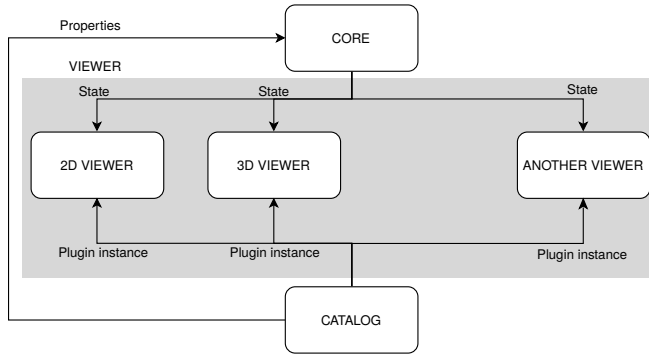 Properties
CORE
VIEWER
State
State
State
2D VIEWER
3D VIEWER
ANOTHER VIEWER
Plugin instance
Plugin instance
Plugin instance
CATALOG